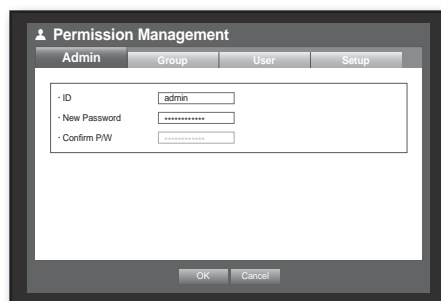 Permission Management
Admin Group User Setup
· ID admin
· New Password ************
· Confirm P/W ************
OK Cancel